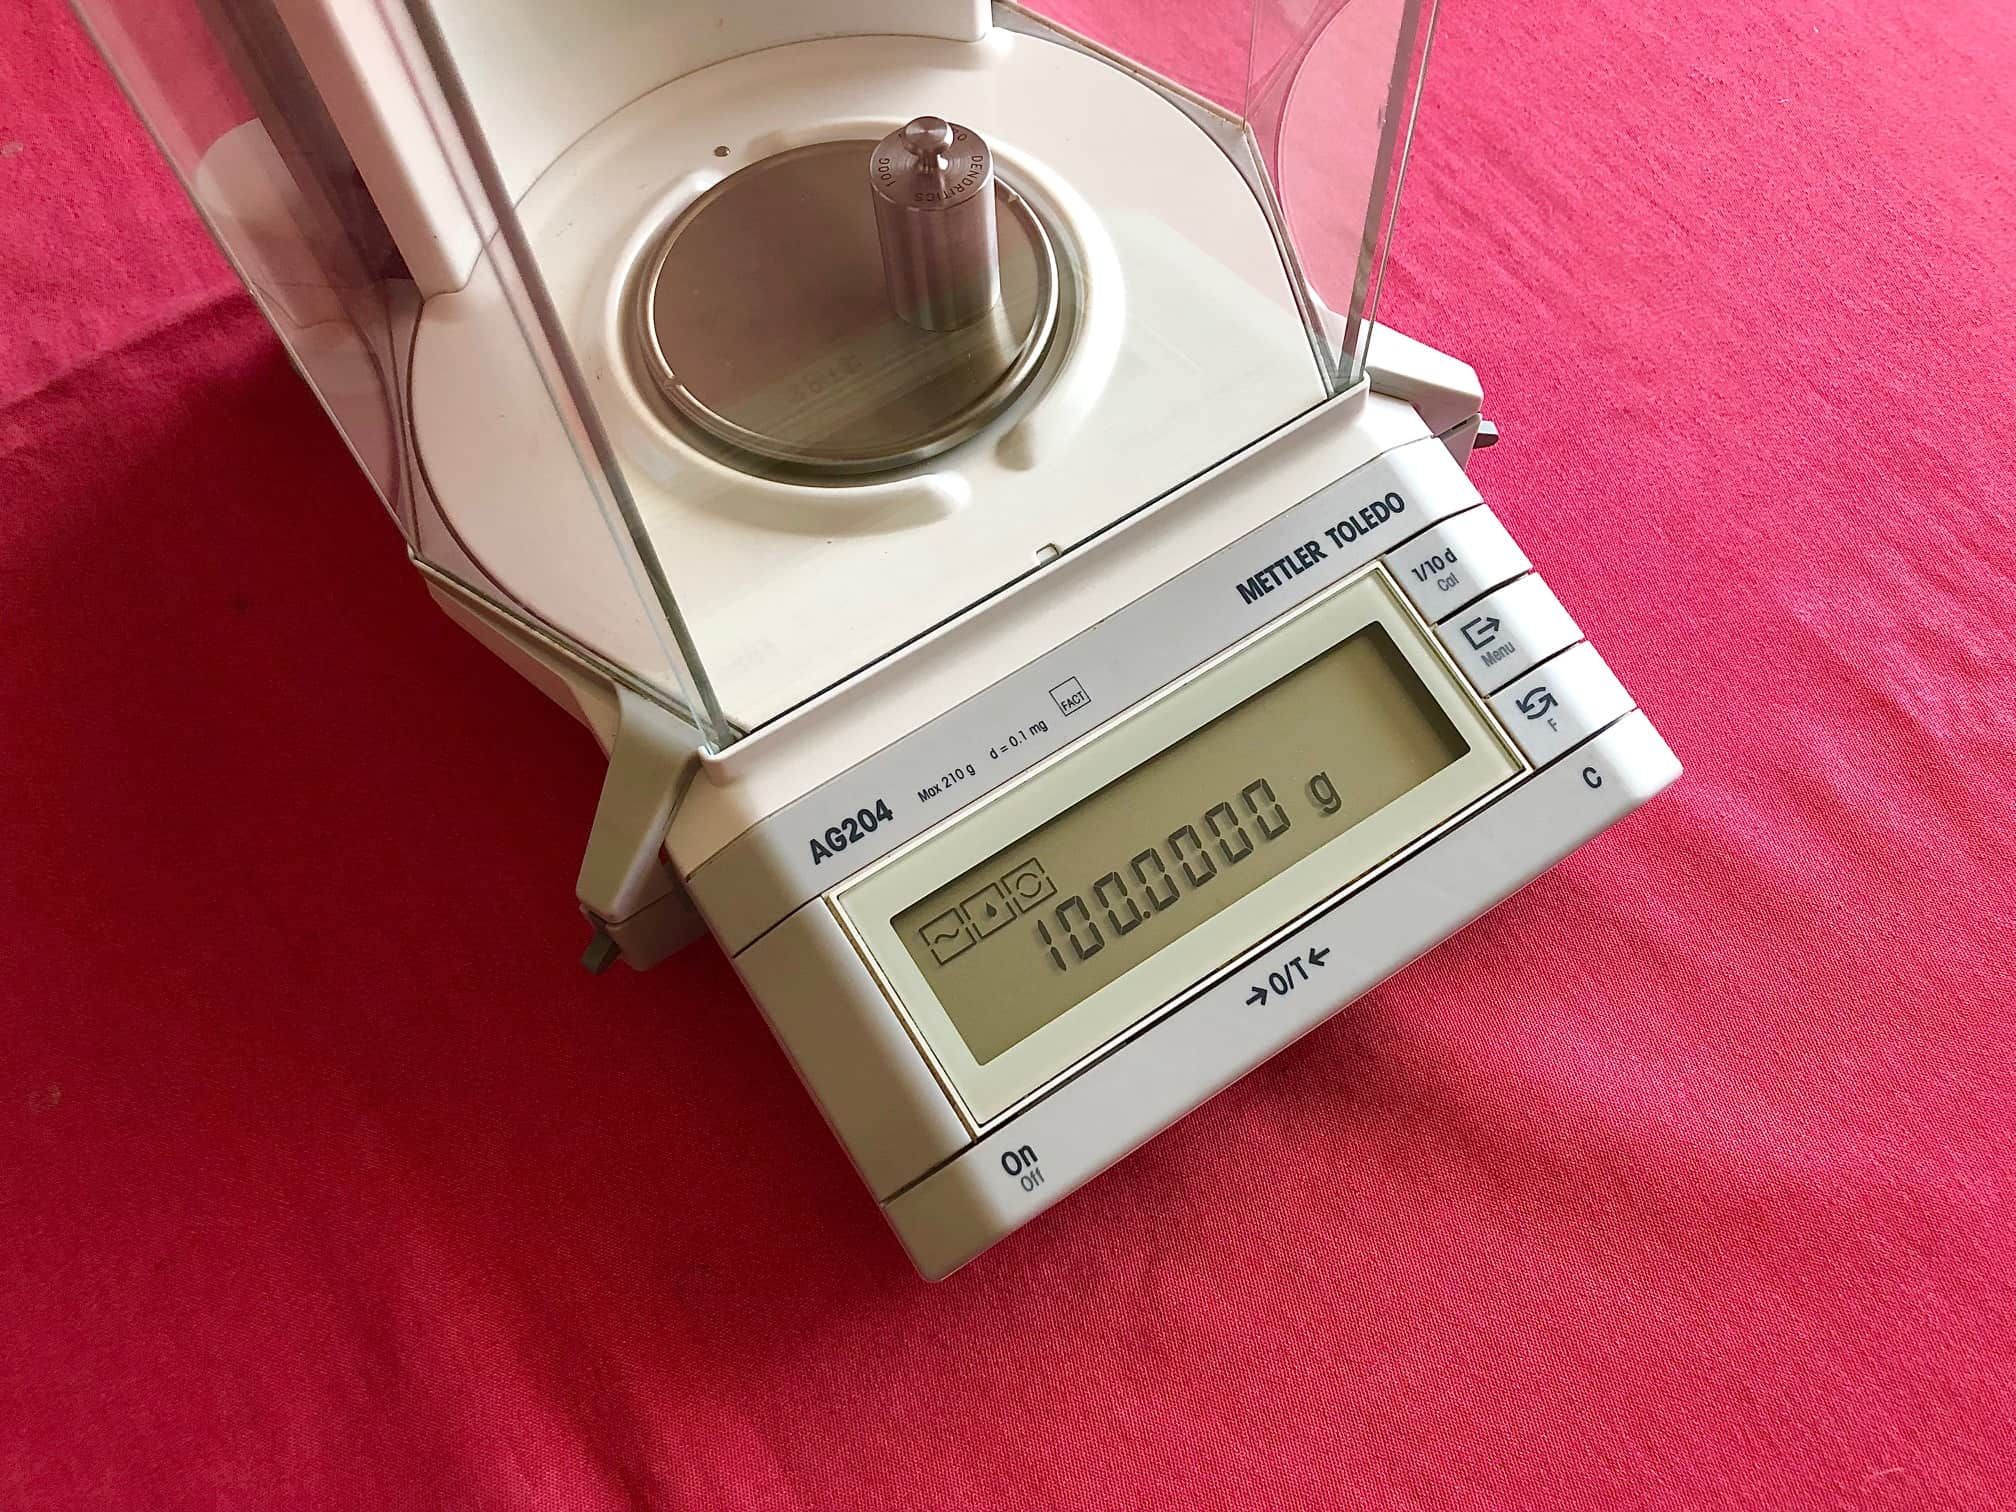 100G DENDRITICS
METTLER TOLEDO
AG204
Max 210 g d = 0.1 mg
FACT
1/10 d
Cal
Menu
F
C
100.0000 g
→0/T←
On
Off